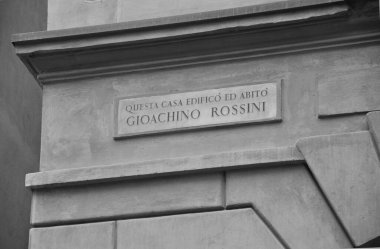 QUESTA CASA EDIFICÒ ED ABITÒ
GIOACHINO ROSSINI